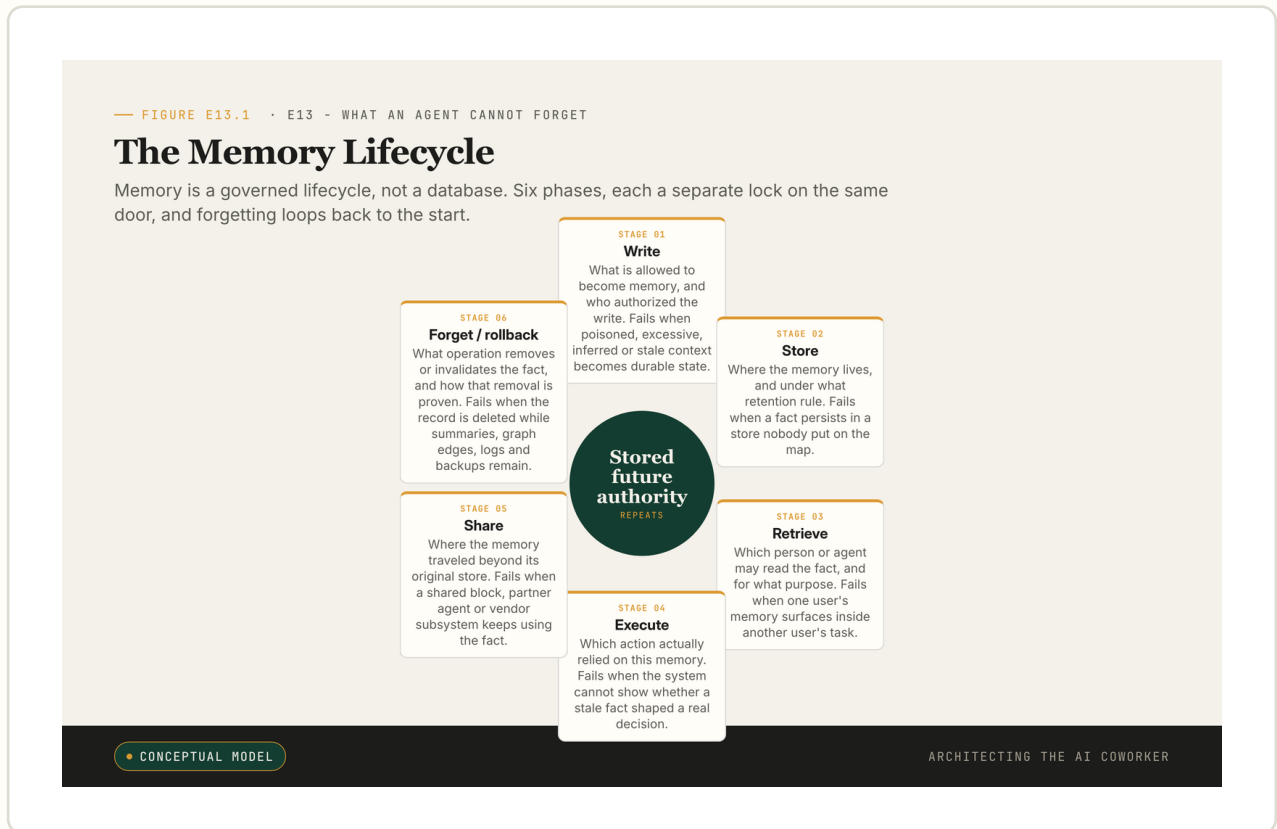 FIGURE E13.1 · E13 - WHAT AN AGENT CANNOT FORGET
The Memory Lifecycle
Memory is a governed lifecycle, not a database. Six phases, each a separate lock on the same
door, and forgetting loops back to the start.
STAGE 01
Write
What is allowed to
become memory, and
who authorized the
write. Fails when
poisoned, excessive,
inferred or stale context
becomes durable state.
STAGE 02
Store
Where the memory lives,
and under what
retention rule. Fails
when a fact persists in a
store nobody put on the
map.
STAGE 03
Retrieve
Which person or agent
may read the fact, and
for what purpose. Fails
when one user's
memory surfaces inside
another user's task.
STAGE 04
Execute
Which action actually
relied on this memory.
Fails when the system
cannot show whether a
stale fact shaped a real
decision.
STAGE 05
Share
Where the memory
traveled beyond its
original store. Fails when
a shared block, partner
agent or vendor
subsystem keeps using
the fact.
STAGE 06
Forget / rollback
What operation removes
or invalidates the fact,
and how that removal is
proven. Fails when the
record is deleted while
summaries, graph
edges, logs and
backups remain.
Stored
future
authority
REPEATS
CONCEPTUAL MODEL
ARCHITECTING THE AI COWORKER